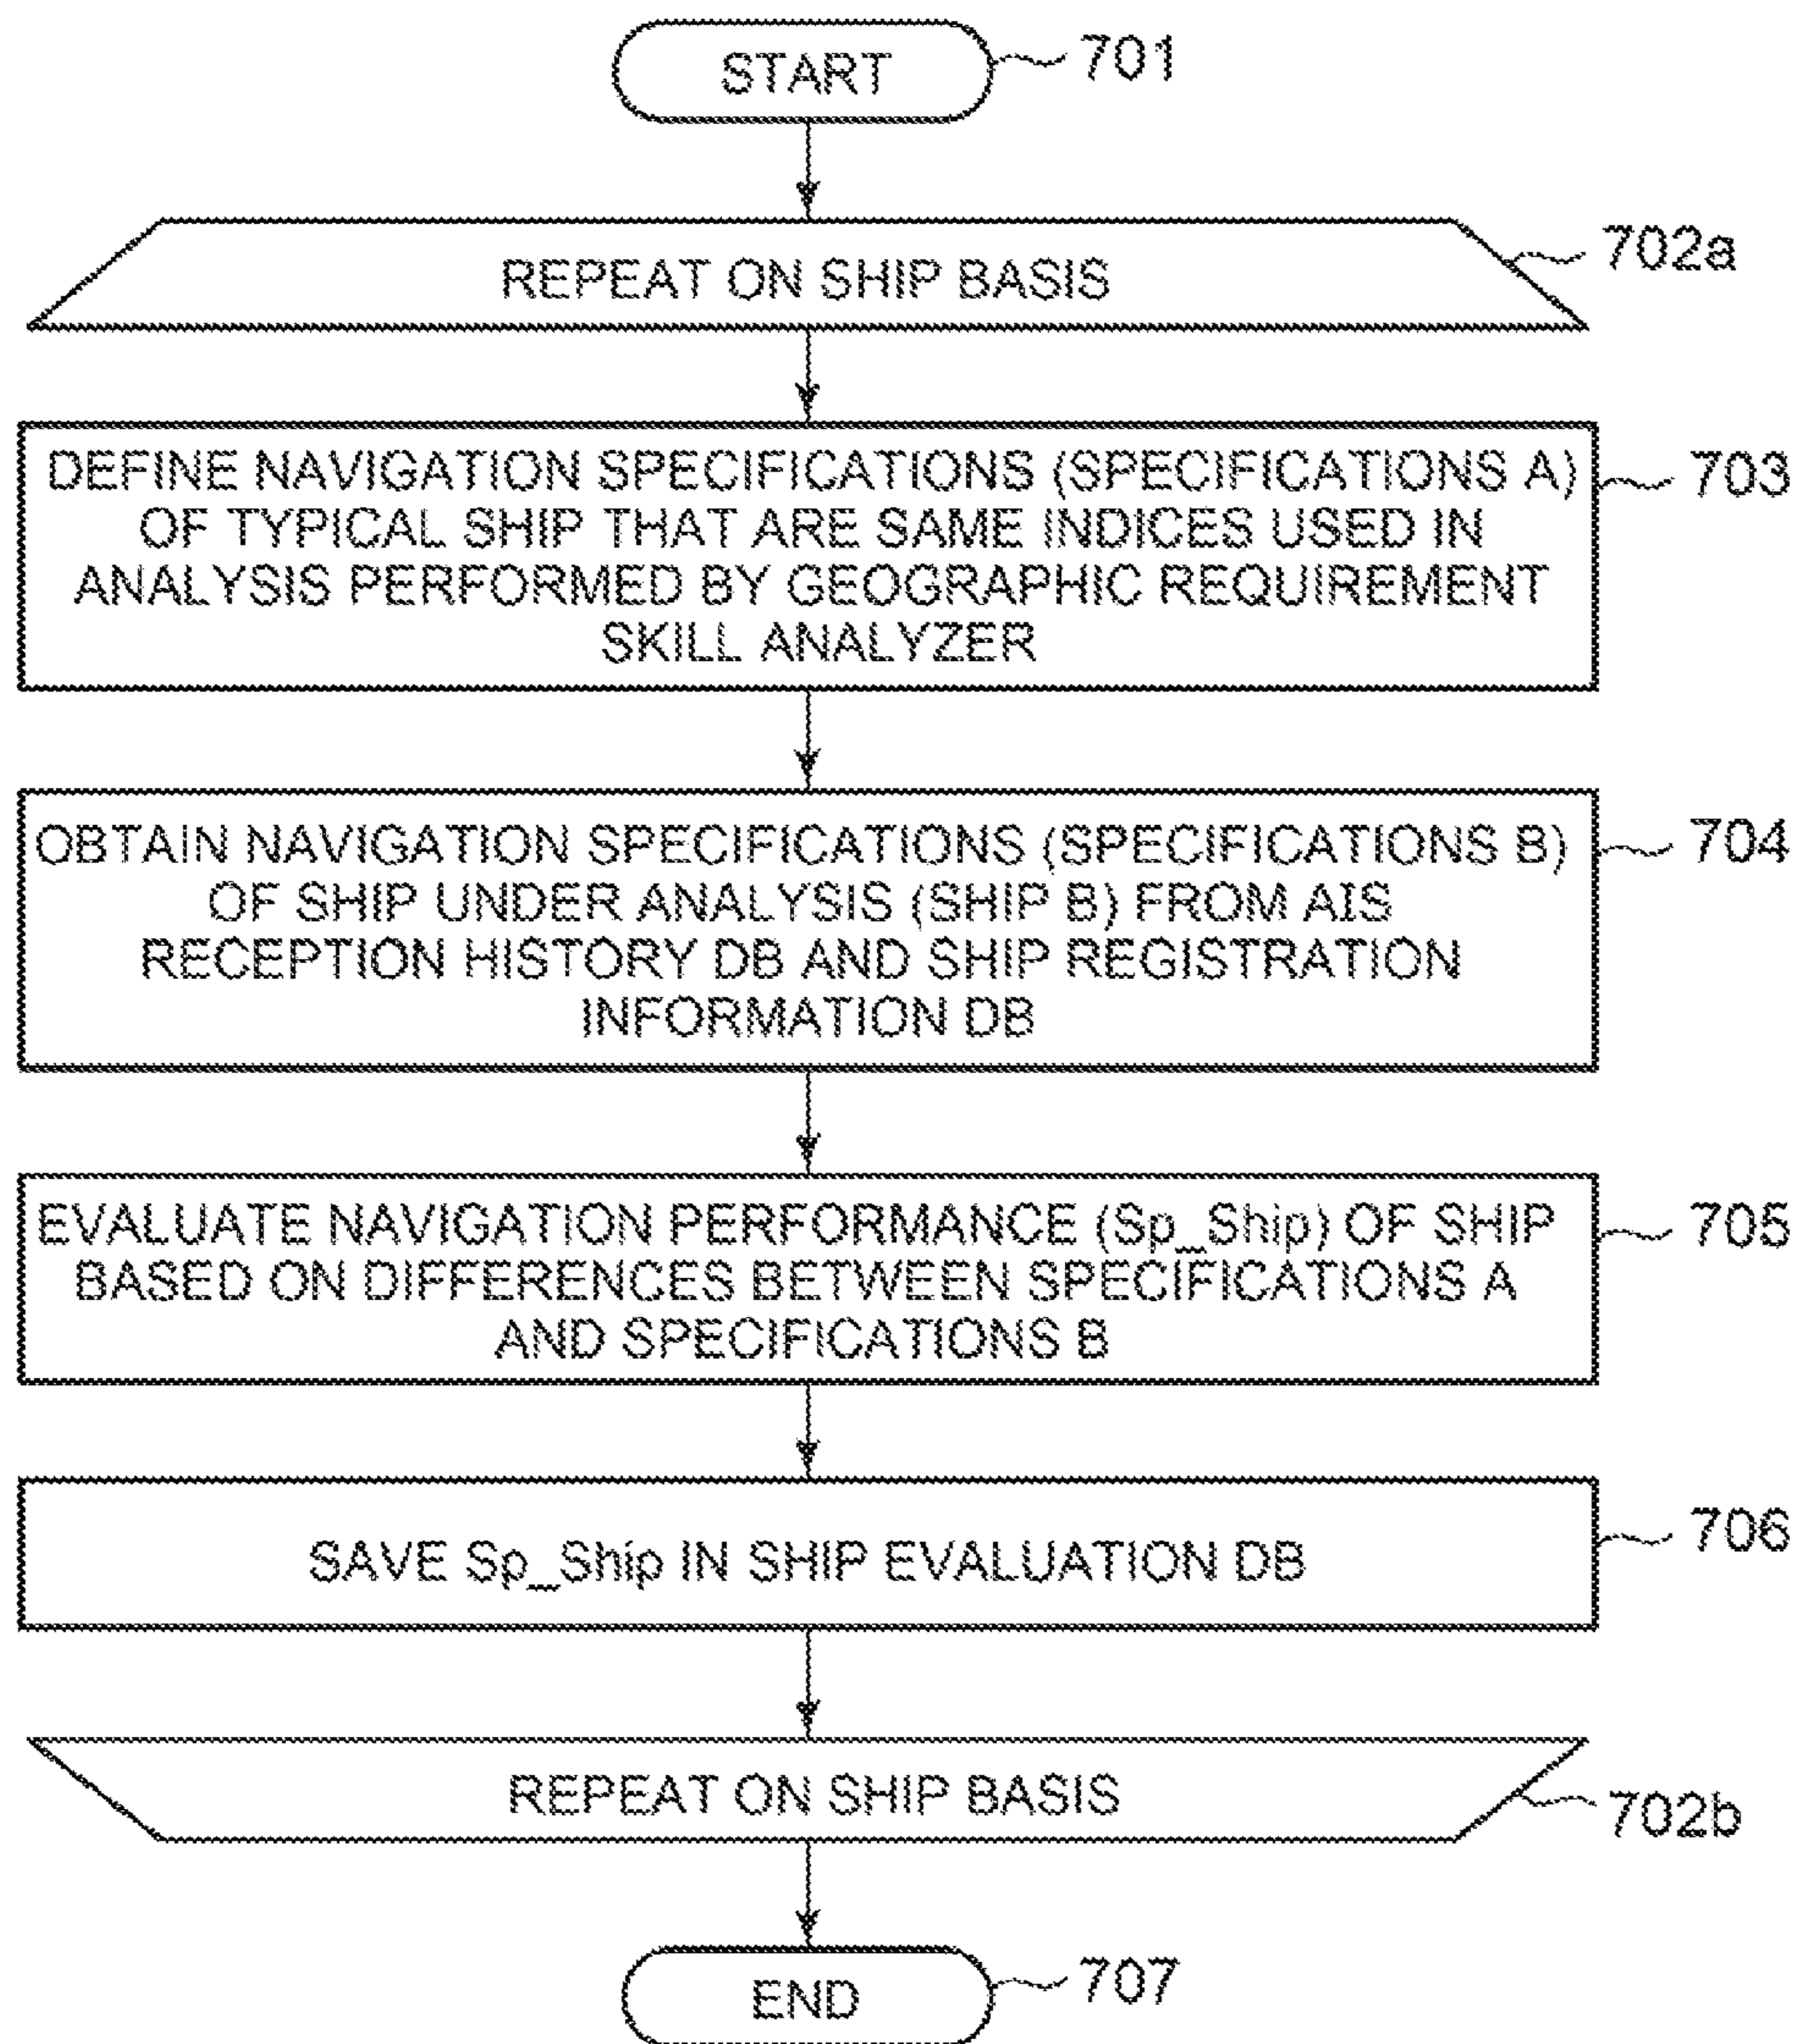 START
701
REPEAT ON SHIP BASIS
702a
DEFINE NAVIGATION SPECIFICATIONS (SPECIFICATIONS A)
OF TYPICAL SHIP THAT ARE SAME INDICES USED IN
ANALYSIS PERFORMED BY GEOGRAPHIC REQUIREMENT
SKILL ANALYZER
703
OBTAIN NAVIGATION SPECIFICATIONS (SPECIFICATIONS B)
OF SHIP UNDER ANALYSIS (SHIP B) FROM AIS
RECEPTION HISTORY DB AND SHIP REGISTRATION
INFORMATION DB
704
EVALUATE NAVIGATION PERFORMANCE (Sp_Ship) OF SHIP
BASED ON DIFFERENCES BETWEEN SPECIFICATIONS A
AND SPECIFICATIONS B
705
SAVE Sp_Ship IN SHIP EVALUATION DB
706
REPEAT ON SHIP BASIS
702b
END
707